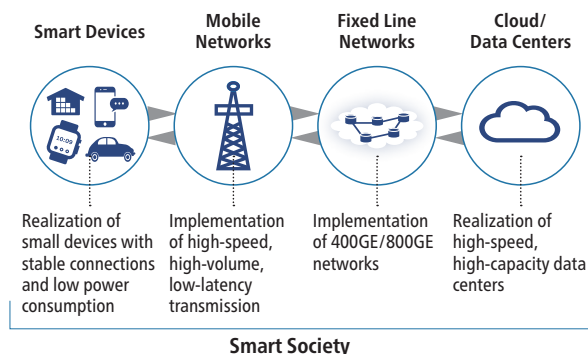 Smart Devices
Mobile
Networks
Fixed Line
Networks
Cloud/
Data Centers
10:09
Realization of
small devices with
stable connections
and low power
consumption
Implementation
of high-speed,
high-volume,
low-latency
transmission
Implementation
of 400GE/800GE
networks
Realization of
high-speed,
high-capacity data
centers
Smart Society